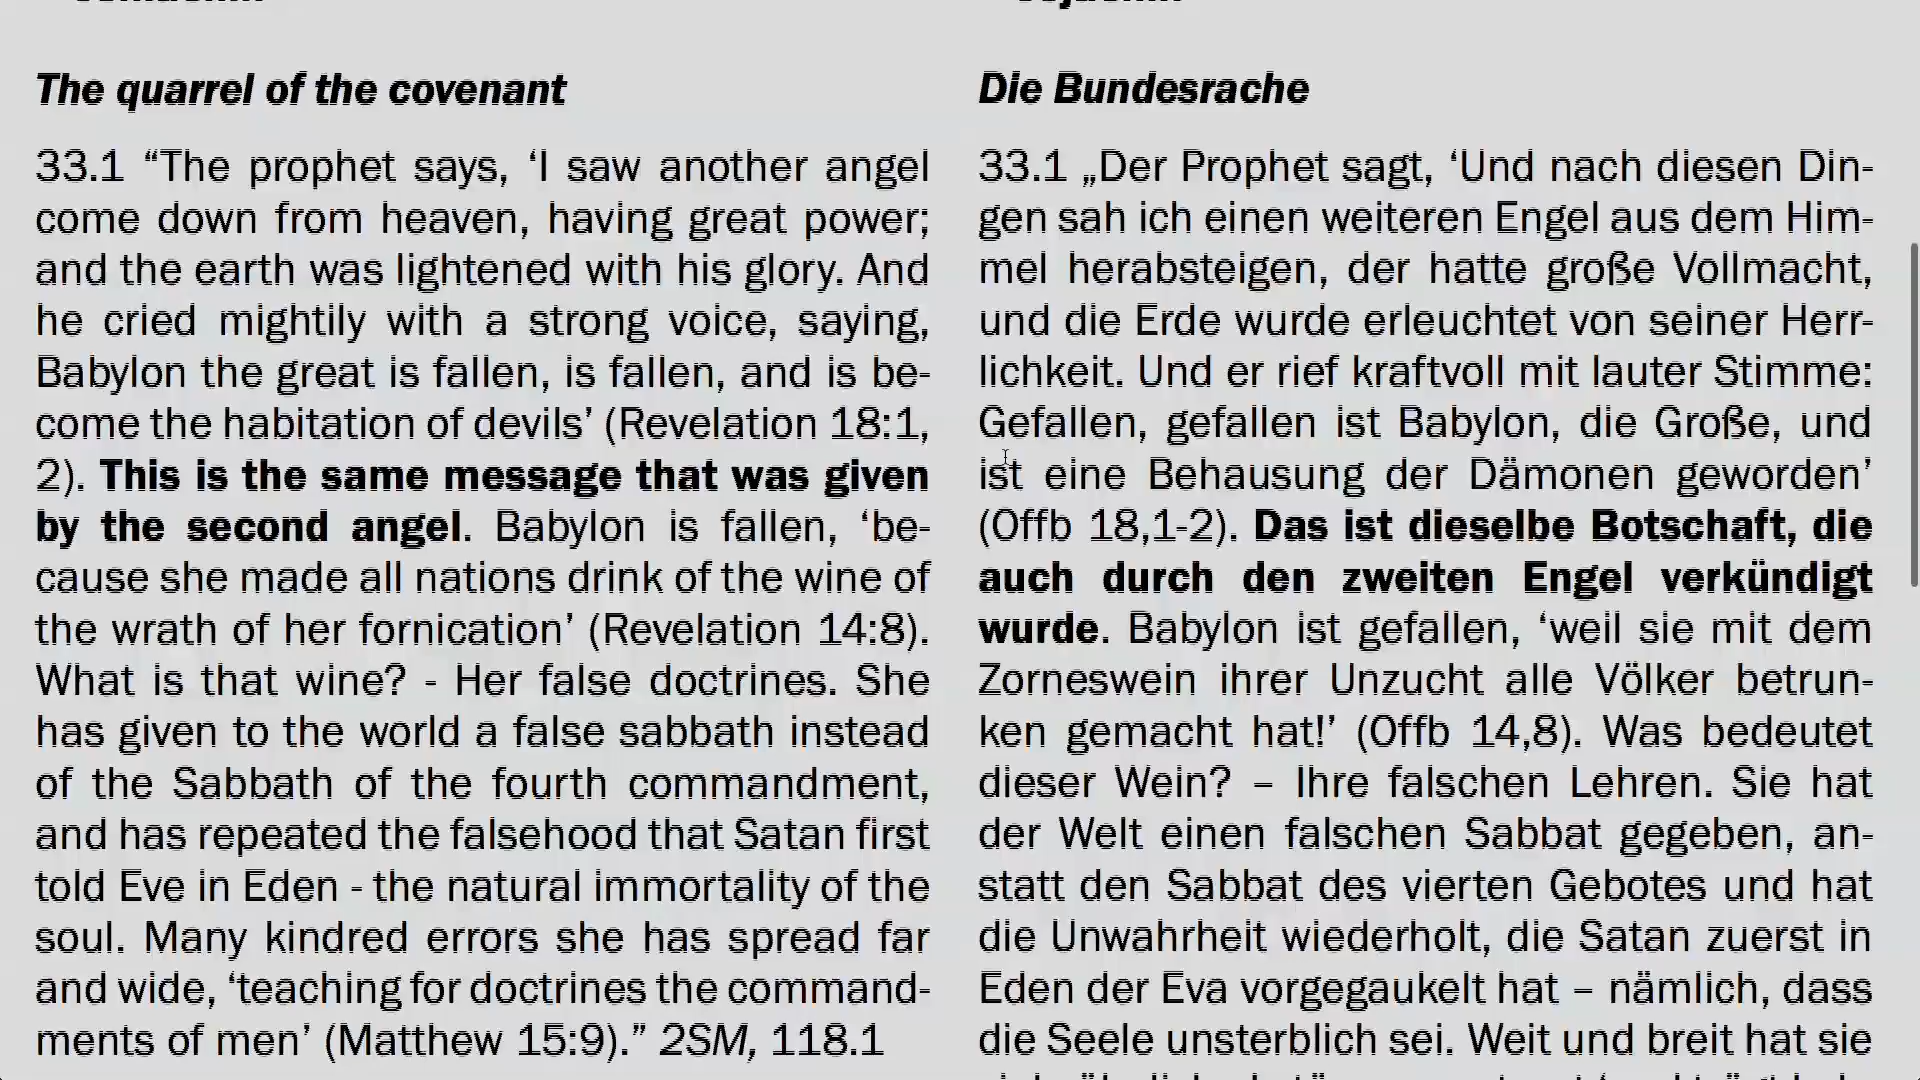 The quarrel of the covenant
33.1 “The prophet says, ‘I saw another angel
come down from heaven, having great power;
and the earth was lightened with his glory. And
he cried mightily with a strong voice, saying,
Babylon the great is fallen, is fallen, and is be-
come the habitation of devils’ (Revelation 18:1,
2). This is the same message that was given
by the second angel. Babylon is fallen, ‘be-
cause she made all nations drink of the wine of
the wrath of her fornication’ (Revelation 14:8).
What is that wine? - Her false doctrines. She
has given to the world a false sabbath instead
of the Sabbath of the fourth commandment,
and has repeated the falsehood that Satan first
told Eve in Eden - the natural immortality of the
soul. Many kindred errors she has spread far
and wide, ‘teaching for doctrines the command-
ments of men’ (Matthew 15:9).” 2SM, 118.1
Die Bundesrache
33.1 „Der Prophet sagt, ‘Und nach diesen Din-
gen sah ich einen weiteren Engel aus dem Him-
mel herabsteigen, der hatte große Vollmacht,
und die Erde wurde erleuchtet von seiner Herr-
lichkeit. Und er rief kraftvoll mit lauter Stimme:
Gefallen, gefallen ist Babylon, die Große, und
ist eine Behausung der Dämonen geworden’
(Offb 18,1-2). Das ist dieselbe Botschaft, die
auch durch den zweiten Engel verkündigt
wurde. Babylon ist gefallen, ‘weil sie mit dem
Zorneswein ihrer Unzucht alle Völker betrun-
ken gemacht hat!’ (Offb 14,8). Was bedeutet
dieser Wein? – Ihre falschen Lehren. Sie hat
der Welt einen falschen Sabbat gegeben, an-
statt den Sabbat des vierten Gebotes und hat
die Unwahrheit wiederholt, die Satan zuerst in
Eden der Eva vorgegaukelt hat – nämlich, dass
die Seele unsterblich sei. Weit und breit hat sie